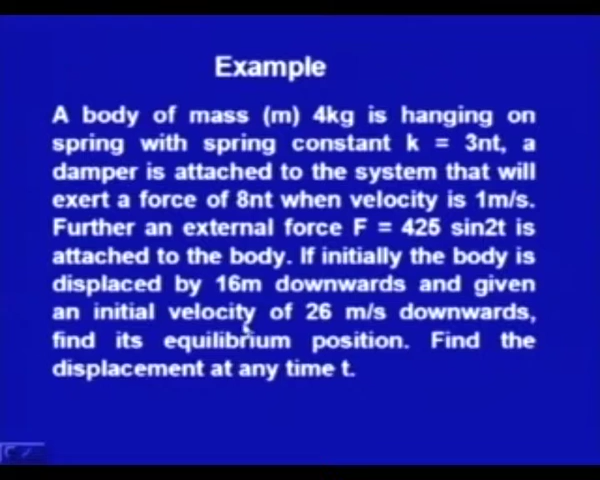 Example
A body of mass (m) 4kg is hanging on
spring with spring constant k = 3nt, a
damper is attached to the system that will
exert a force of 8nt when velocity is 1m/s.
Further an external force F = 425 sin2t is
attached to the body. If initially the body is
displaced by 16m downwards and given
an initial velocity of 26 m/s downwards,
find its equilibrium position. Find the
displacement at any time t.